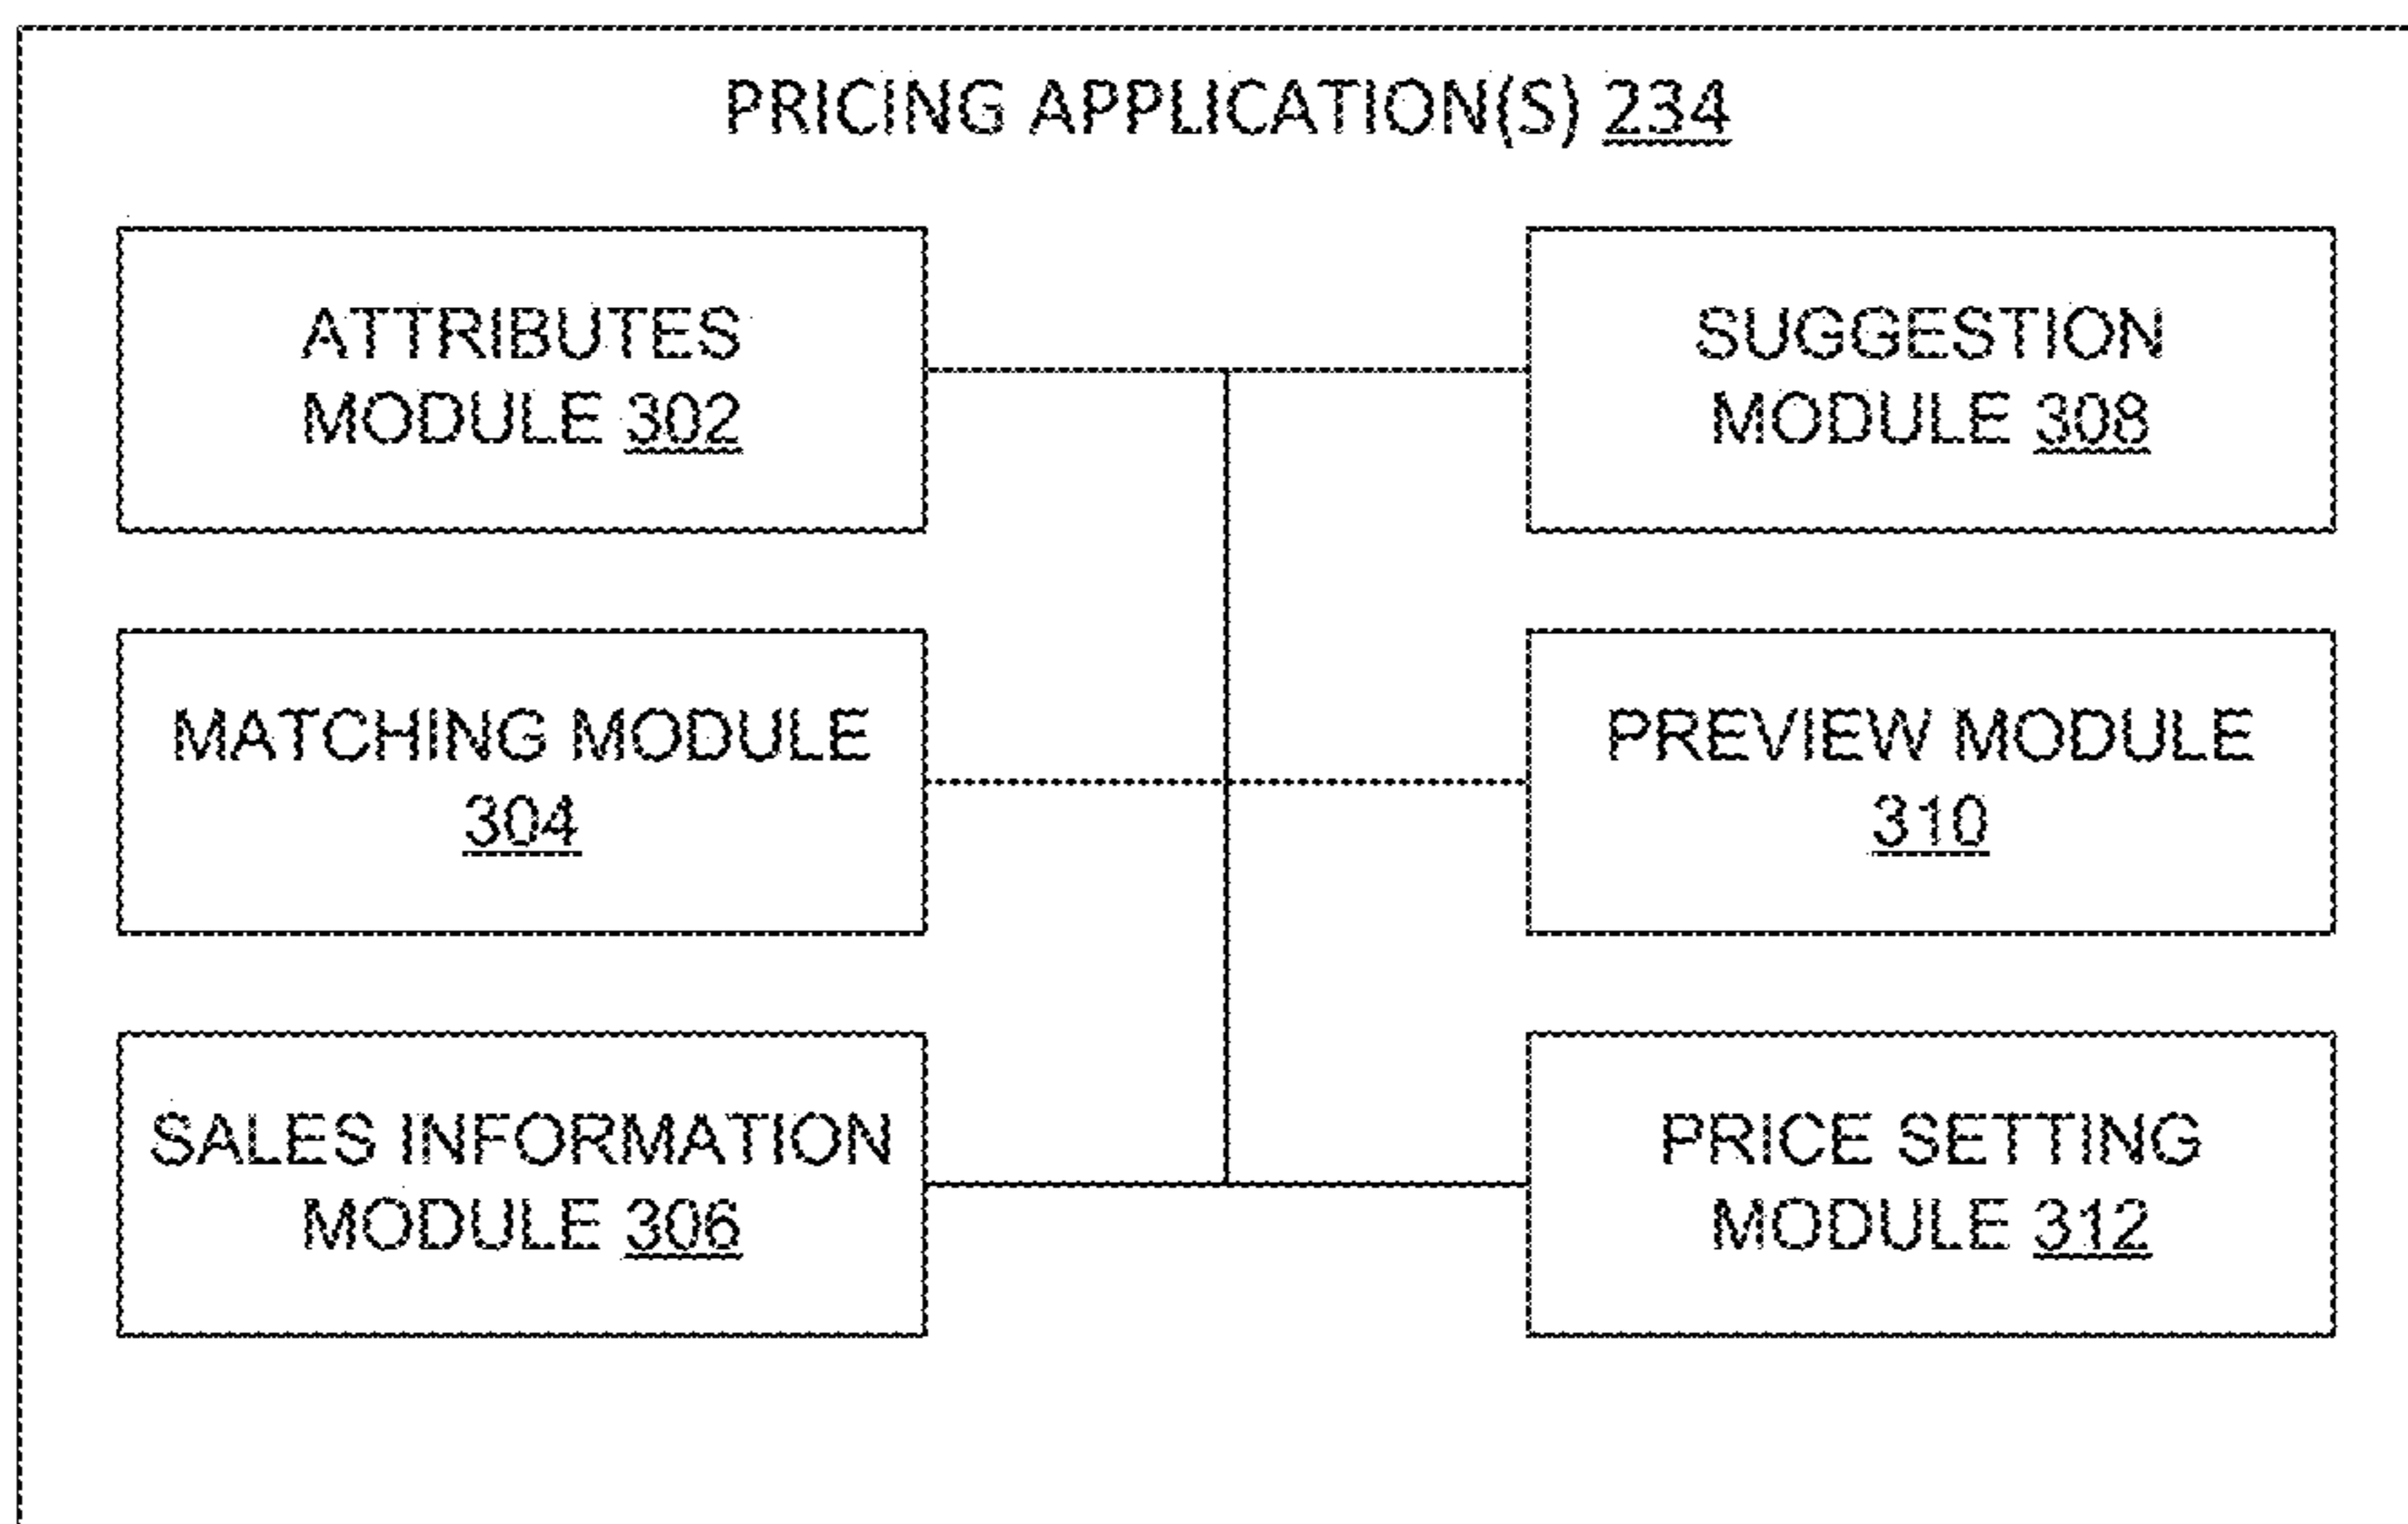 PRICING APPLICATION(S) 234
ATTRIBUTES
MODULE 302
SUGGESTION
MODULE 308
MATCHING MODULE
304
PREVIEW MODULE
310
SALES INFORMATION
MODULE 306
PRICE SETTING
MODULE 312